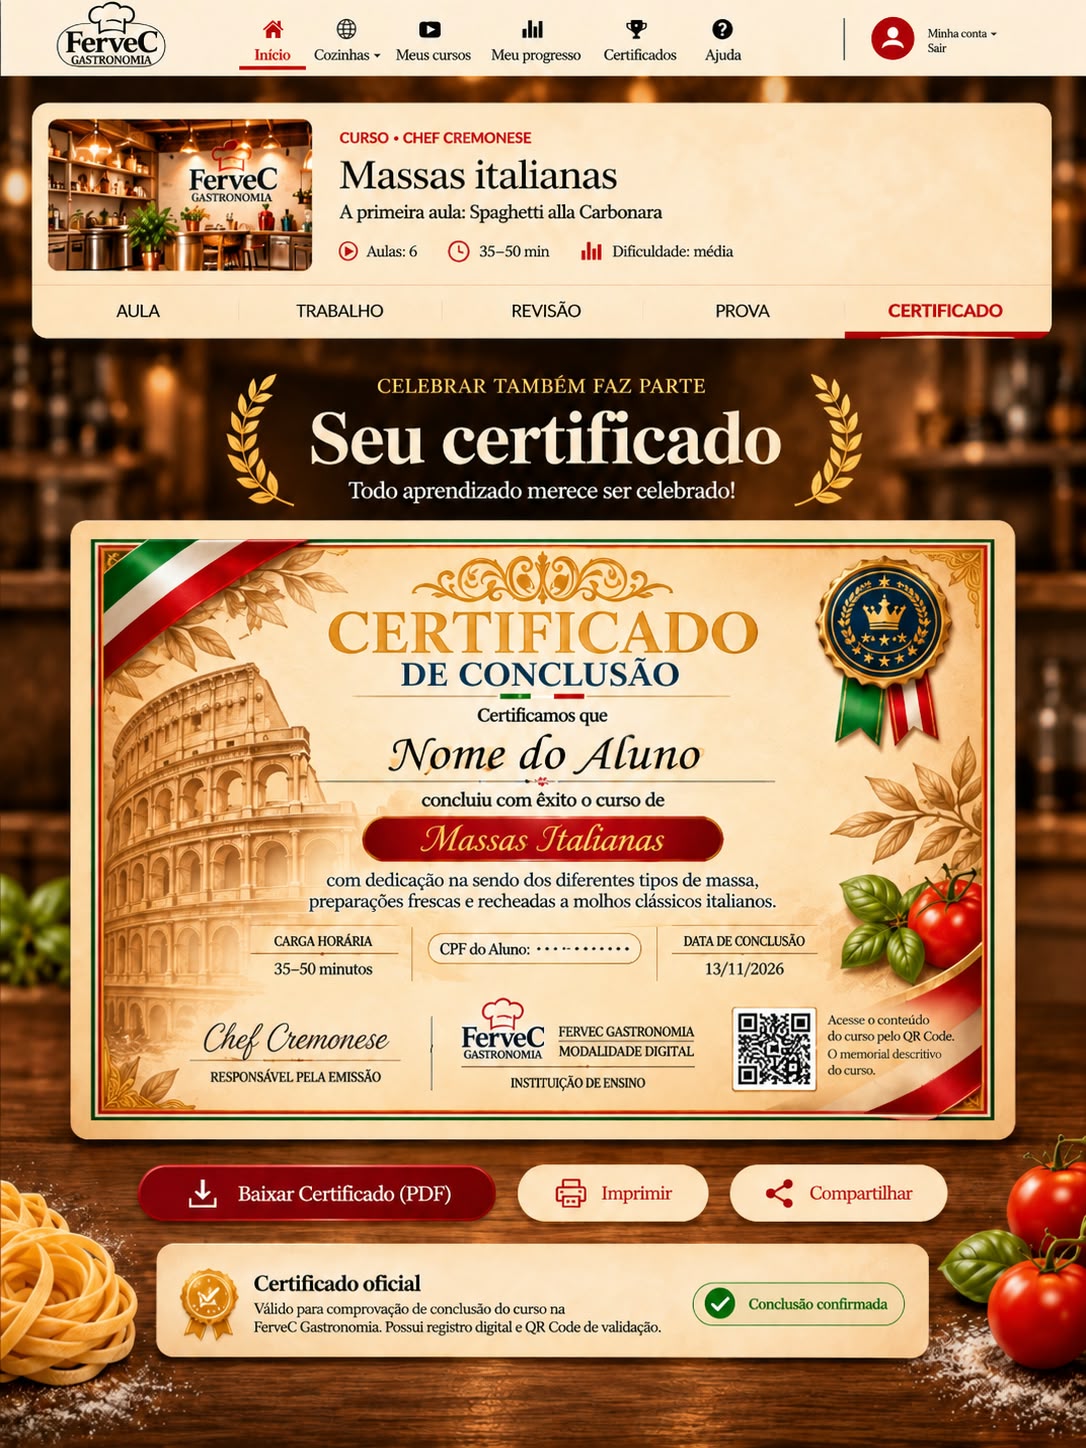 FerveC
GASTRONOMIA
Início
Cozinhas
Meus cursos
Meu progresso
Certificados
Ajuda
Minha conta
Sair
FerveC
GASTRONOMIA
CURSO • CHEF CREMONESE
Massas italianas
A primeira aula: Spaghetti alla Carbonara
Aulas: 6
35–50 min
Dificuldade: média
AULA
TRABALHO
REVISÃO
PROVA
CERTIFICADO
CELEBRAR TAMBÉM FAZ PARTE
Seu certificado
Todo aprendizado merece ser celebrado!
CERTIFICADO
DE CONCLUSÃO
Certificamos que
Nome do Aluno
concluiu com êxito o curso de
Massas Italianas
com dedicação na sendo dos diferentes tipos de massa,
preparações frescas e recheadas a molhos clássicos italianos.
CARGA HORÁRIA
35–50 minutos
CPF do Aluno:
DATA DE CONCLUSÃO
13/11/2026
Chef Cremonese
RESPONSÁVEL PELA EMISSÃO
FerveC
GASTRONOMIA
FERVEC GASTRONOMIA
MODALIDADE DIGITAL
INSTITUIÇÃO DE ENSINO
Acesse o conteúdo
do curso pelo QR Code.
O memorial descritivo
do curso.
Baixar Certificado (PDF)
Imprimir
Compartilhar
Certificado oficial
Válido para comprovação de conclusão do curso na
FerveC Gastronomia. Possui registro digital e QR Code de validação.
Conclusão confirmada